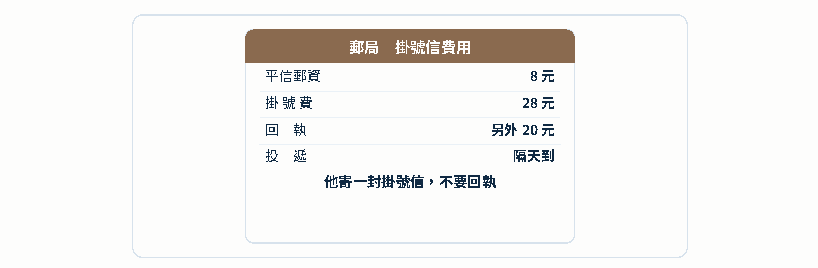 郵局　掛號信費用
平信郵資 8 元
掛 號 費 28 元
回　執 另外 20 元
投　遞 隔天到
他寄一封掛號信，不要回執